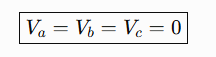 $V_a = V_b = V_c = 0$